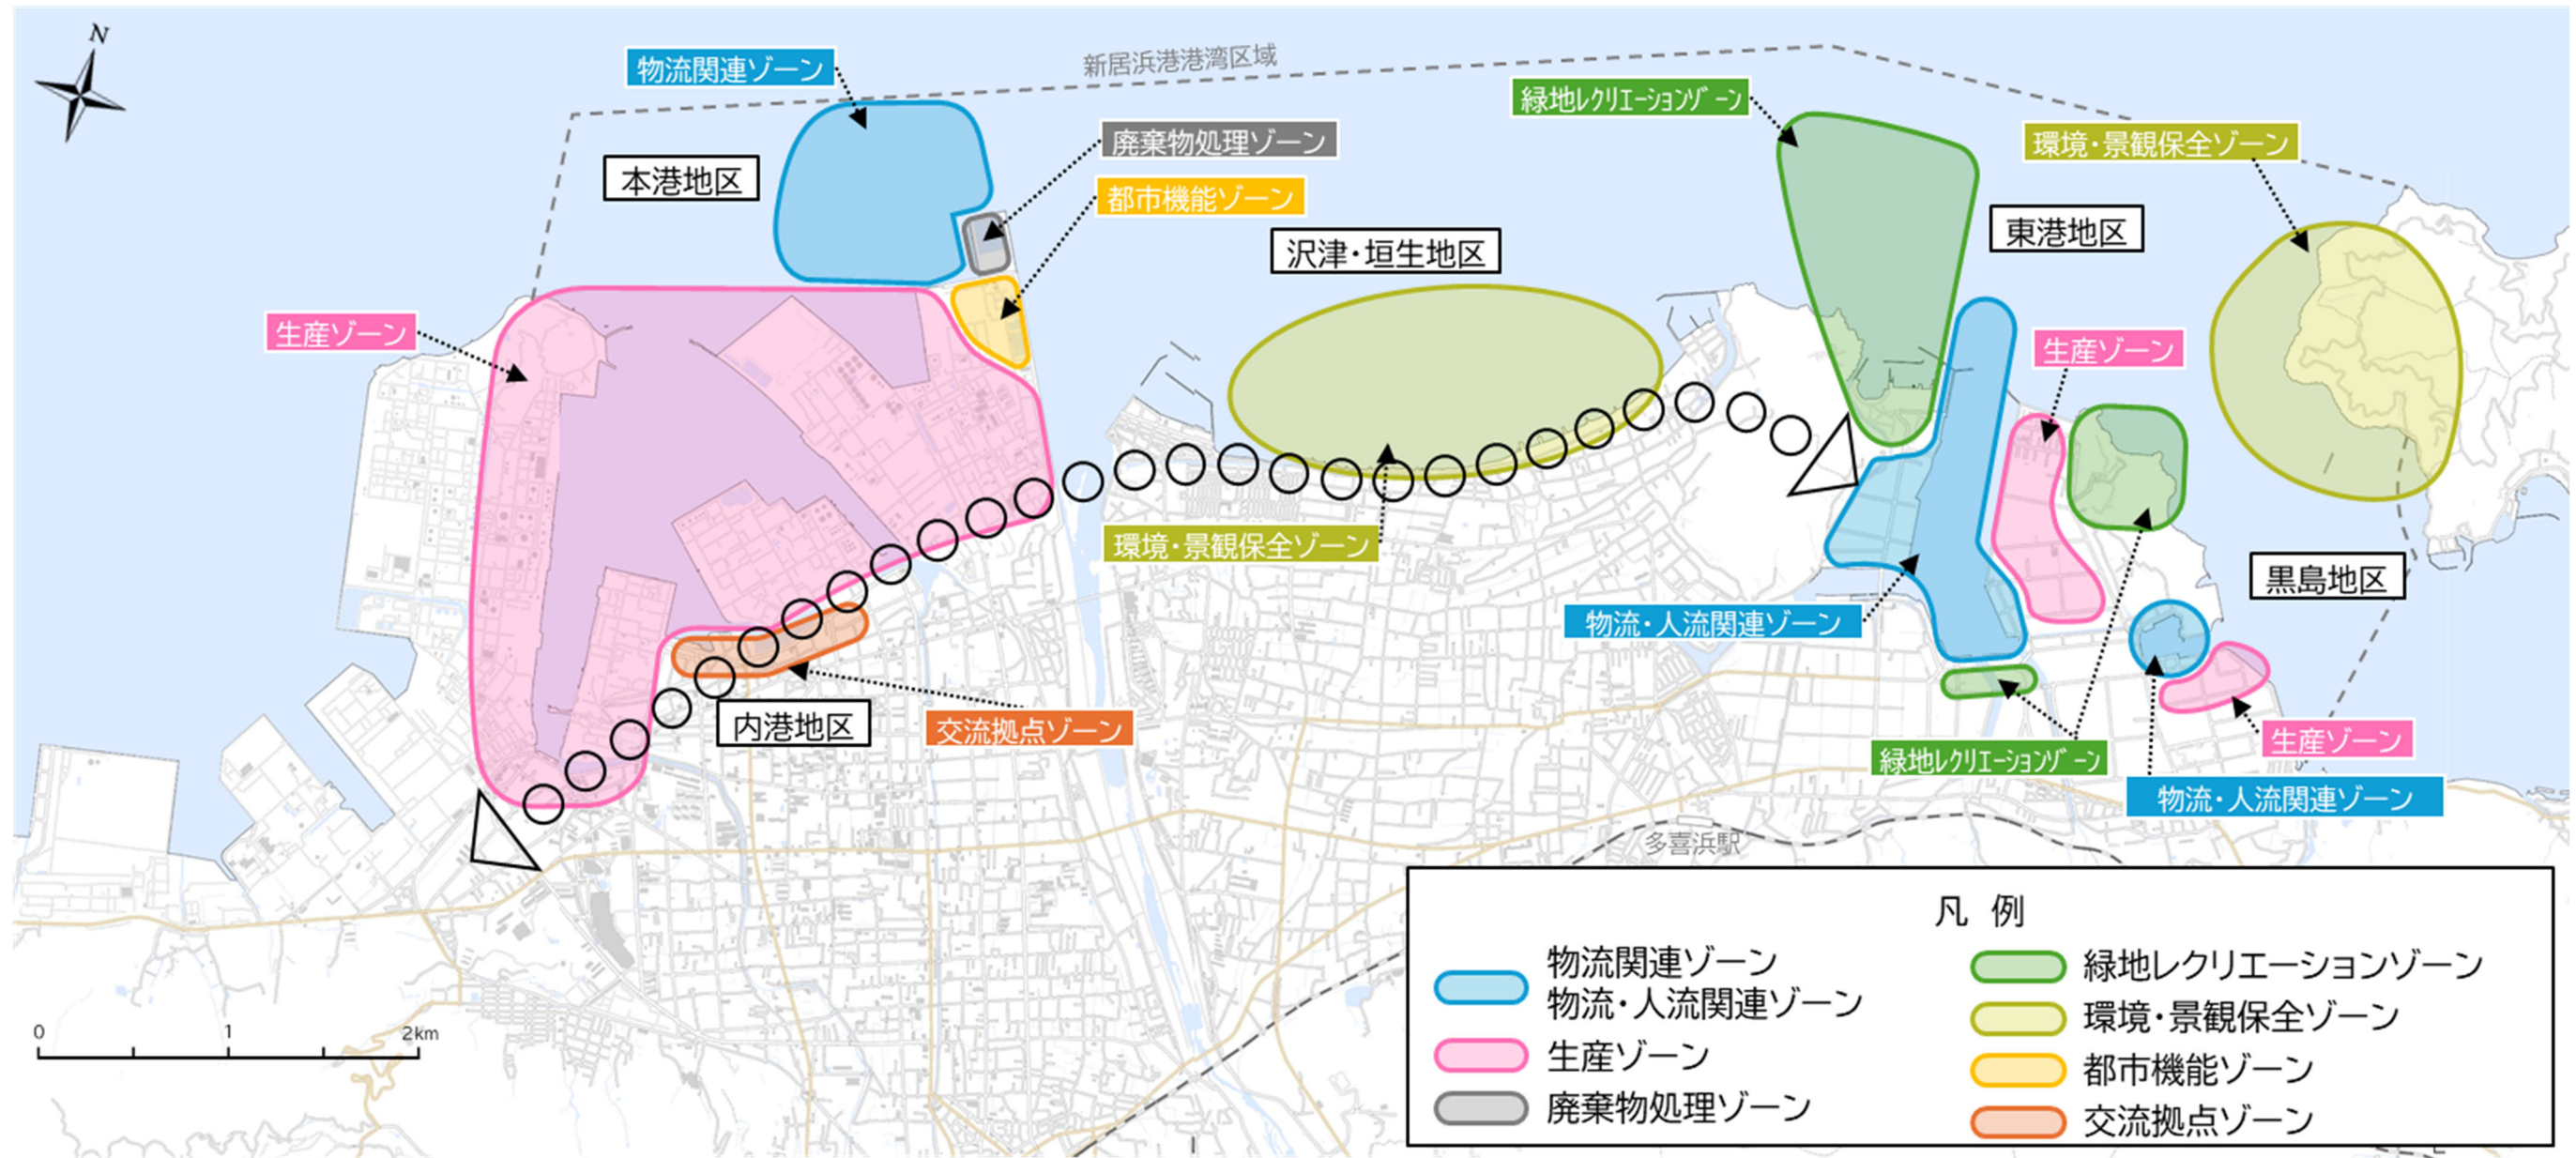 N
物流関連ゾーン
新居浜港港湾区域
緑地レクリエーションゾーン
廃棄物処理ゾーン
環境・景観保全ゾーン
本港地区
都市機能ゾーン
沢津・垣生地区
東港地区
生産ゾーン
生産ゾーン
環境・景観保全ゾーン
黒島地区
物流・人流関連ゾーン
内港地区
交流拠点ゾーン
緑地レクリエーションゾーン
生産ゾーン
物流・人流関連ゾーン
多喜浜駅
0 1 2km
凡 例
物流関連ゾーン
物流・人流関連ゾーン
生産ゾーン
廃棄物処理ゾーン
緑地レクリエーションゾーン
環境・景観保全ゾーン
都市機能ゾーン
交流拠点ゾーン